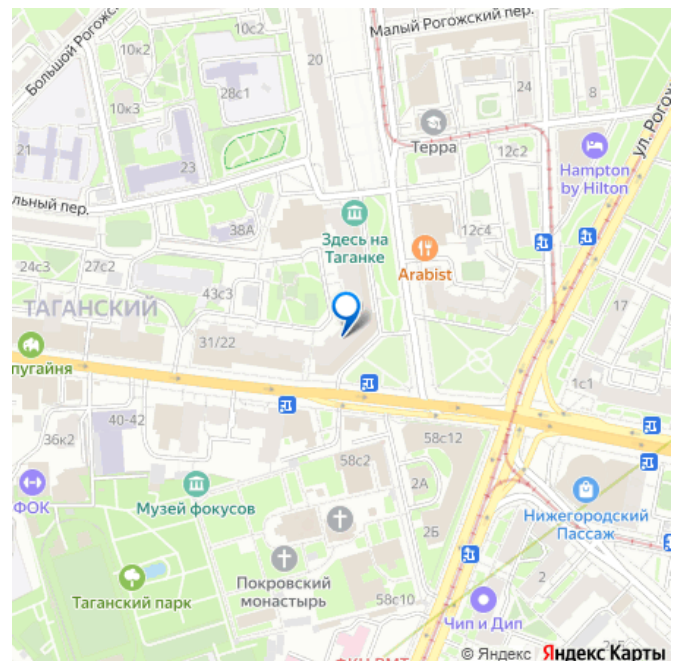 Малый Рогожский пер.
10с2
Большой Рогожс
10к2
20
28с1
24
8
10к3
Терра
ул. Рогожс
21
12с2
23
Hampton
by Hilton
льный пер.
38А
Здесь на
Таганке
12с4
Arabist
24с3
27с2
43с3
ТАГАНСКИЙ
17
31/22
пугайня
1с1
40-42
36к2
58с12
58с2
ФОК
Музей фокусов
2А
Нижегородский
Пассаж
2Б
Покровский
монастырь
Таганский парк
2
58с10
Чип и Дип
© Яндекс Яндекс Карты